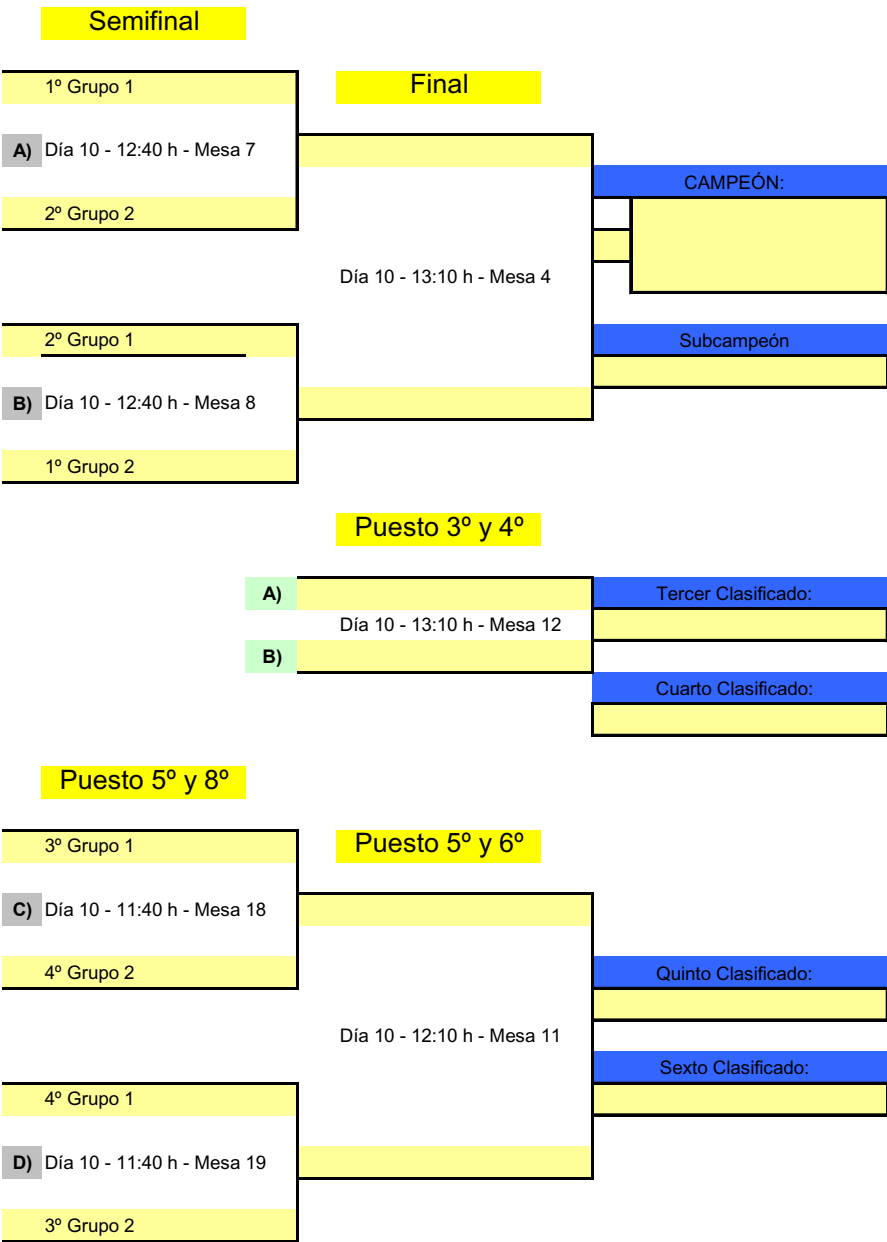 Semifinal
1º Grupo 1
Final
A) Día 10 - 12:40 h - Mesa 7
CAMPEÓN:
2º Grupo 2
Día 10 - 13:10 h - Mesa 4
2º Grupo 1
Subcampeón
B) Día 10 - 12:40 h - Mesa 8
1º Grupo 2
Puesto 3º y 4º
A)
Tercer Clasificado:
Día 10 - 13:10 h - Mesa 12
B)
Cuarto Clasificado:
Puesto 5º y 8º
3º Grupo 1
Puesto 5º y 6º
C) Día 10 - 11:40 h - Mesa 18
4º Grupo 2
Quinto Clasificado:
Día 10 - 12:10 h - Mesa 11
Sexto Clasificado:
4º Grupo 1
D) Día 10 - 11:40 h - Mesa 19
3º Grupo 2